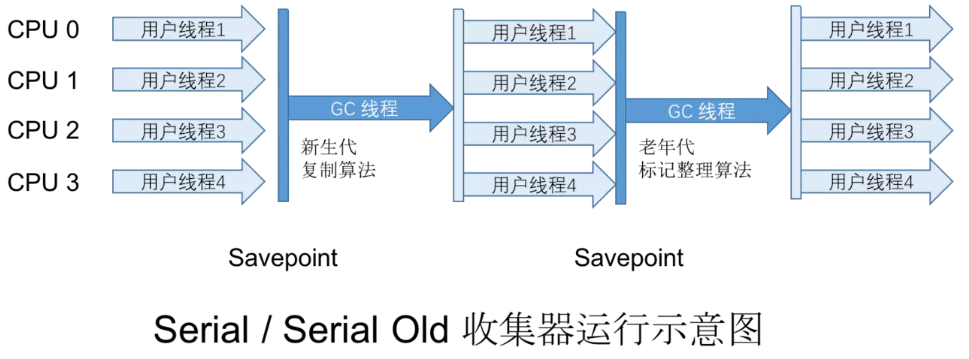 CPU 0 用户线程1 用户线程1 用户线程1
CPU 1 用户线程2 用户线程2 用户线程2
GC 线程 GC 线程
CPU 2 用户线程3 用户线程3 用户线程3
新生代 老年代
复制算法 标记整理算法
CPU 3 用户线程4 用户线程4 用户线程4
Savepoint Savepoint
Serial / Serial Old 收集器运行示意图